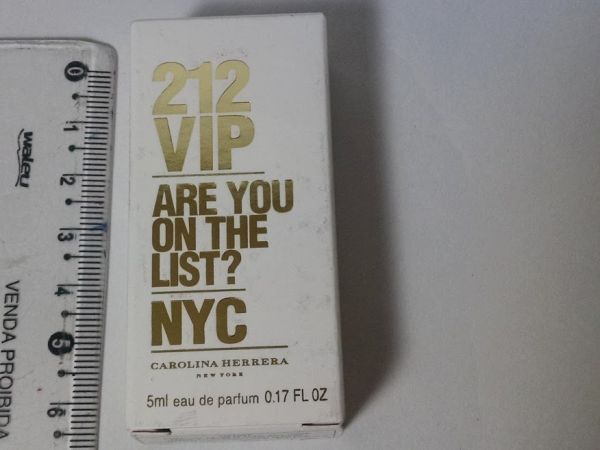 212
VIP
ARE YOU
ON THE
LIST?
NYC
CAROLINA HERRERA
NEW YORK
5ml eau de parfum 0.17 FL OZ
0
1
2
3
4
5
6
waleu
VENDA PROIBIDA